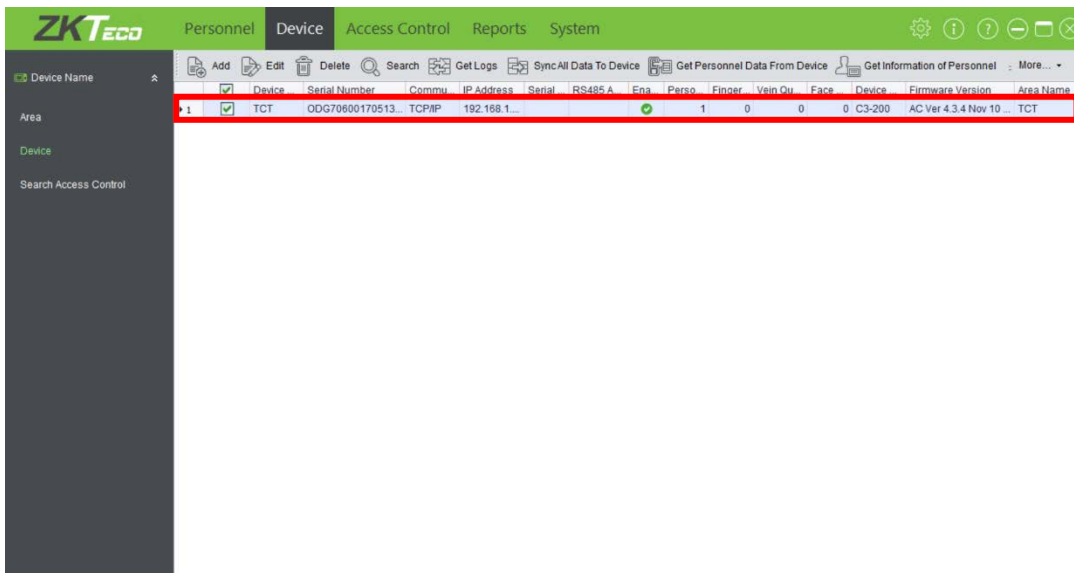 ZKTeco Personnel Device Access Control Reports System
Add Edit Delete Search Get Logs Sync All Data To Device Get Personnel Data From Device Get Information of Personnel More...
Device Name
Device ... Serial Number Commu... IP Address Serial ... RS485 A... Ena... Perso... Finger... Vein Qu... Face ... Device ... Firmware Version Area Name
1 TCT ODG70600170513... TCP/IP 192.168.1.... 1 0 0 0 C3-200 AC Ver 4.3.4 Nov 10 ... TCT
Area
Device
Search Access Control